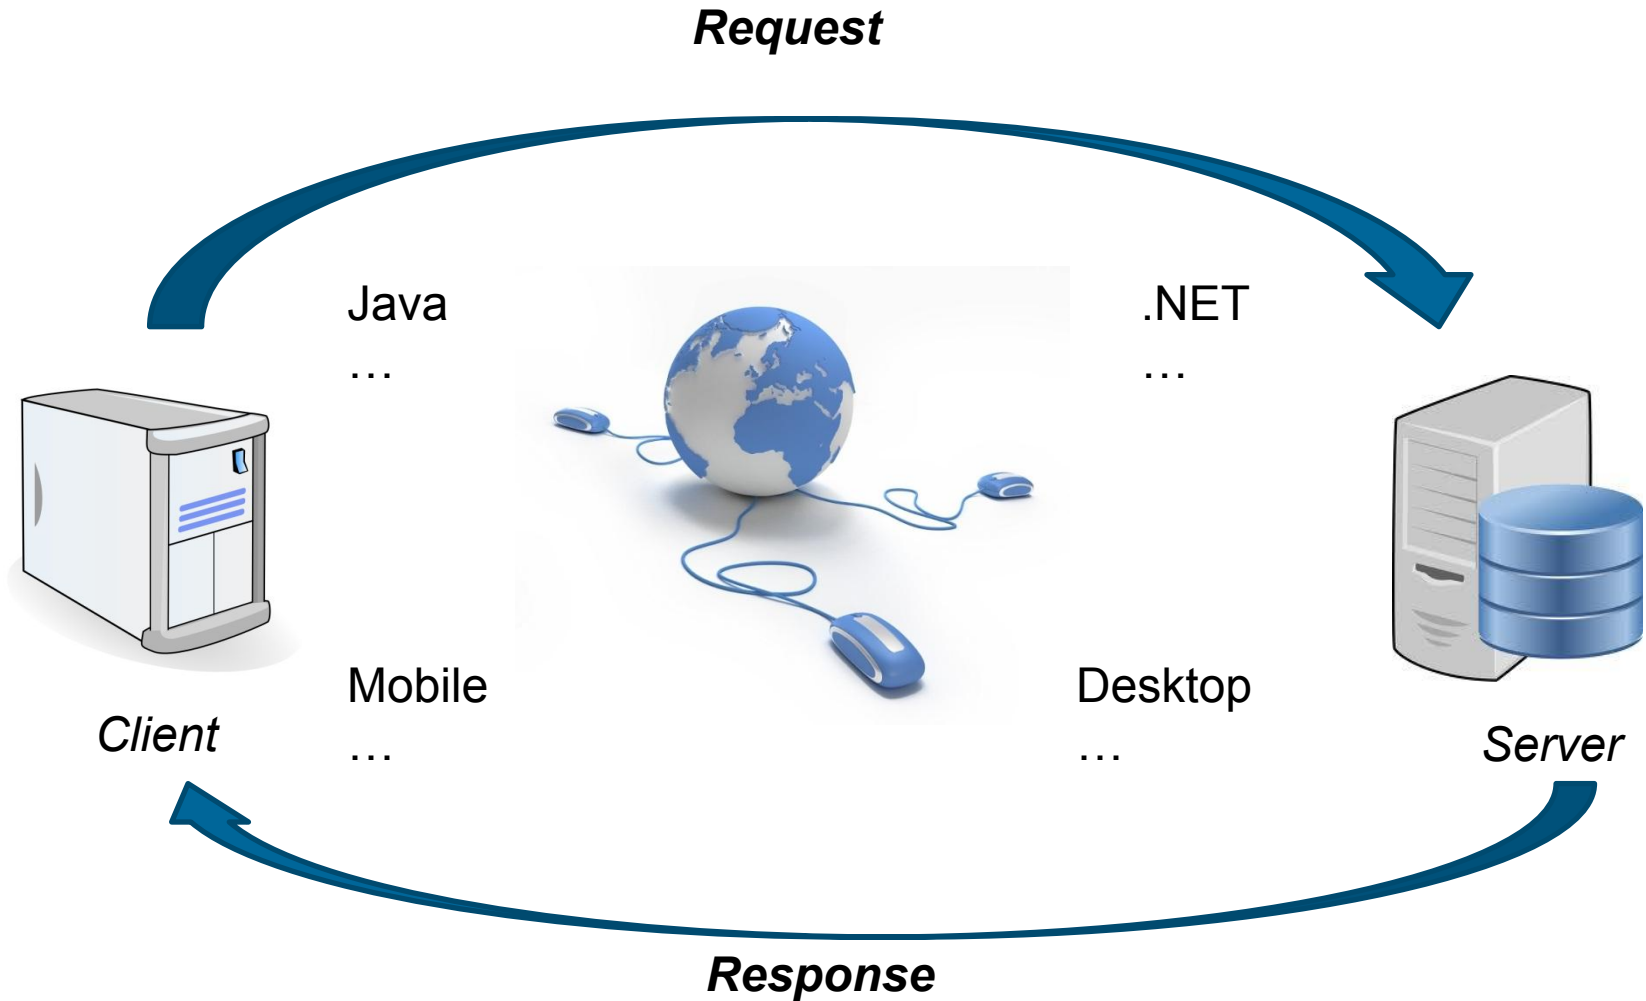 Request
Java
…
.NET
…
Mobile
…
Desktop
…
Client
Server
Response